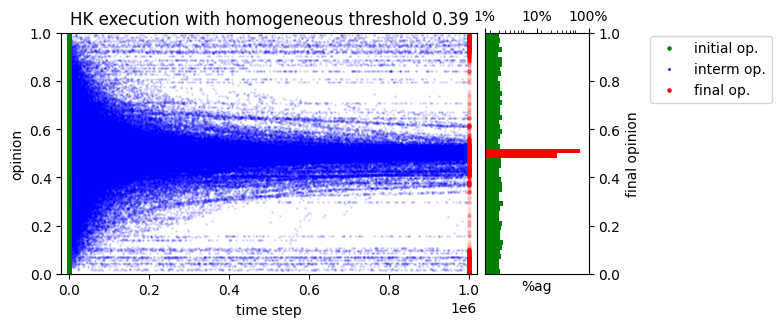 HK execution with homogeneous threshold 0.39
1% 10% 100%
initial op.
interm op.
final op.
1.0
0.8
0.6
0.4
0.2
0.0
opinion
0.0 0.2 0.4 0.6 0.8 1.0
1e6
time step
%ag
1.0
0.8
0.6
0.4
0.2
0.0
final opinion